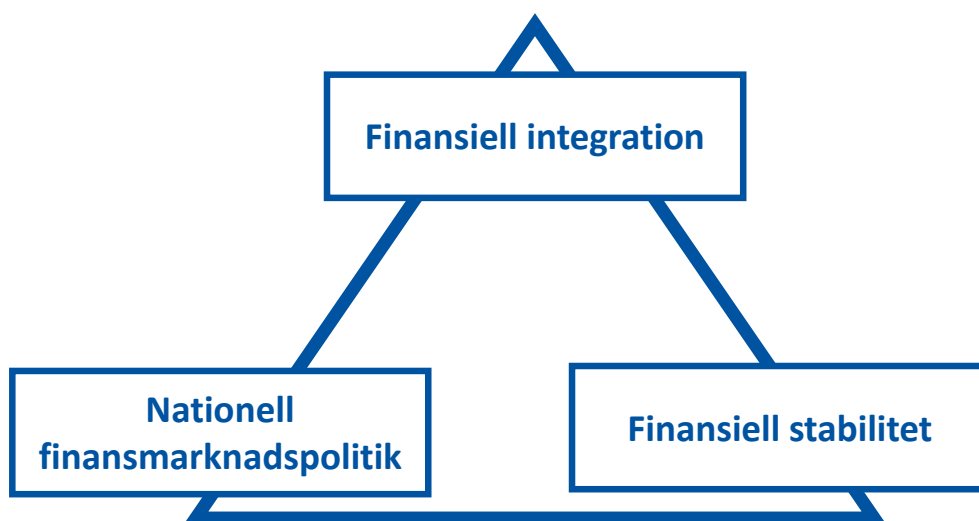 Finansiell integration
Nationell
finansmarknadspolitik
Finansiell stabilitet